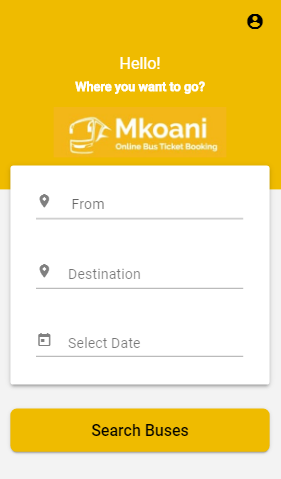 Hello!
Where you want to go?
Mkoani
Online Bus Ticket Booking
From
Destination
Select Date
Search Buses